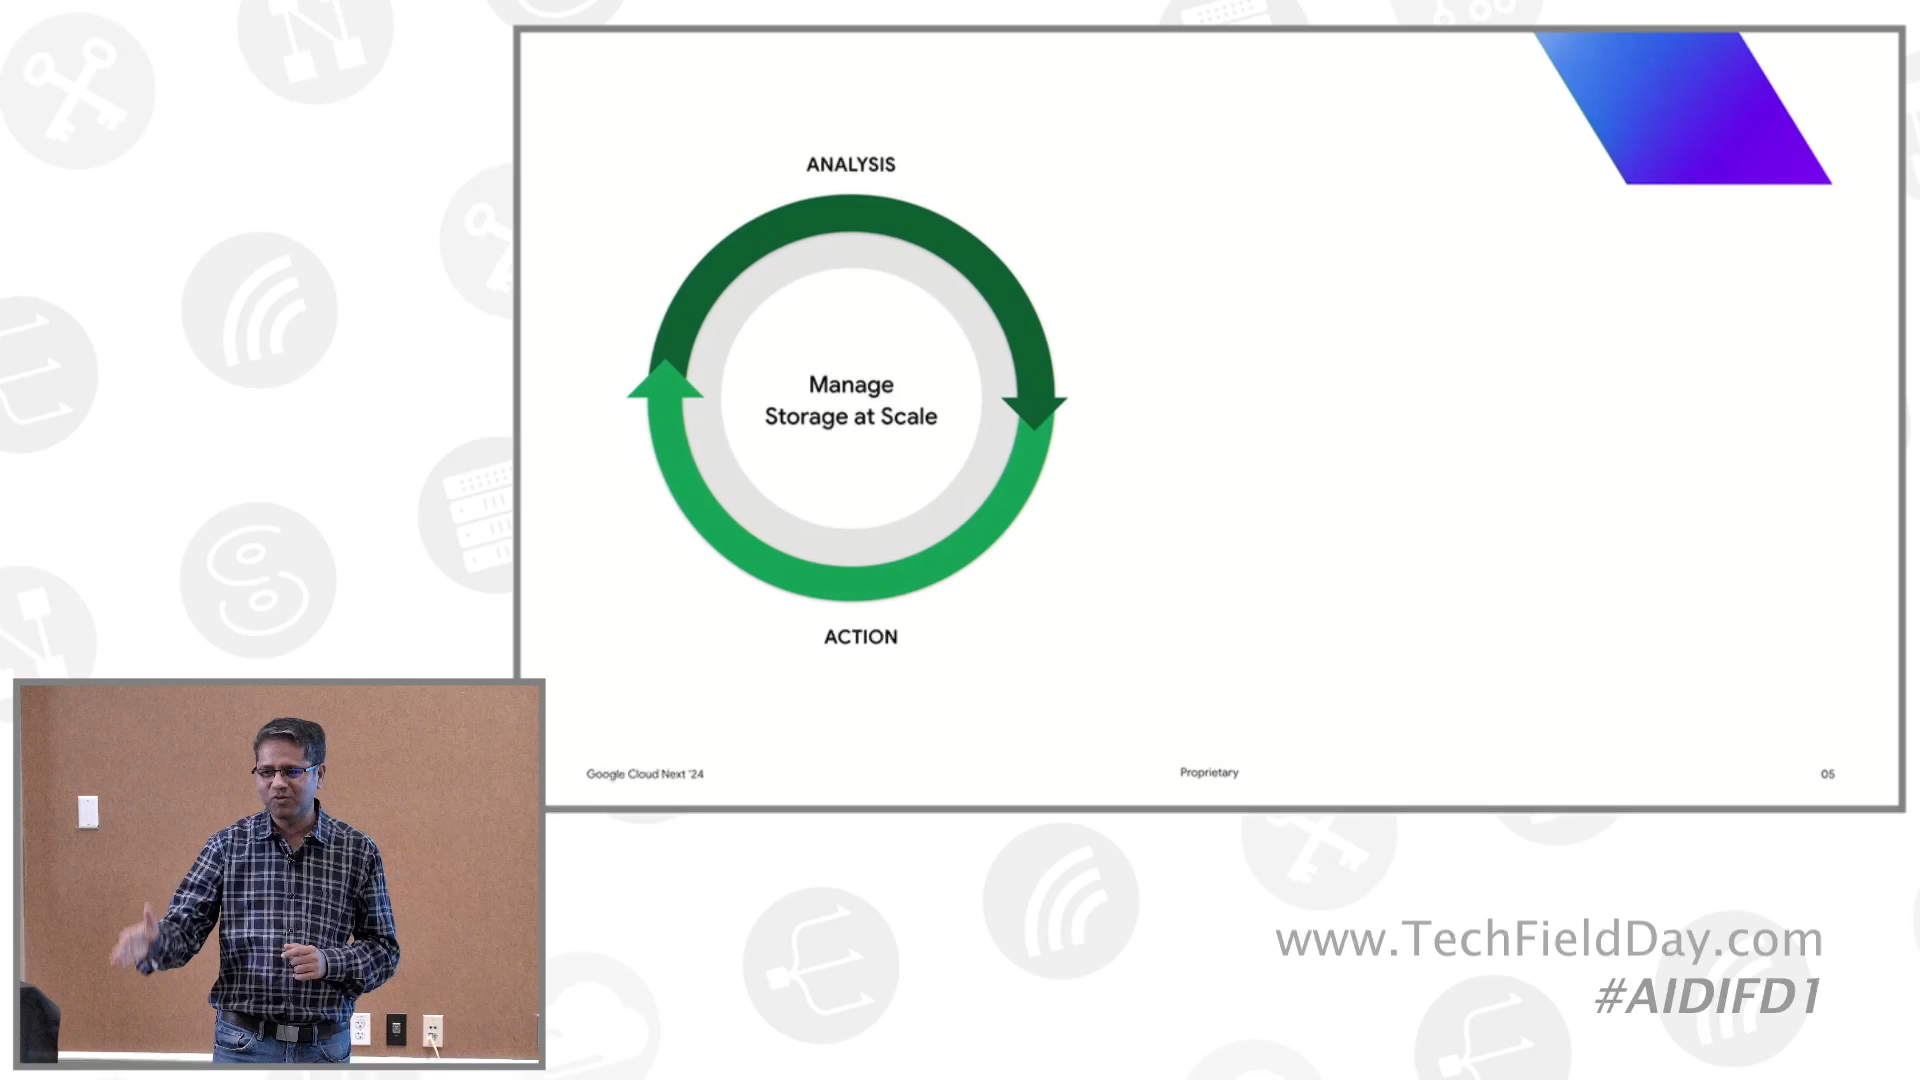 ANALYSIS
Manage
Storage at Scale
ACTION
Google Cloud Next '24
Proprietary
05
www.TechFieldDay.com
#AIDIFD1